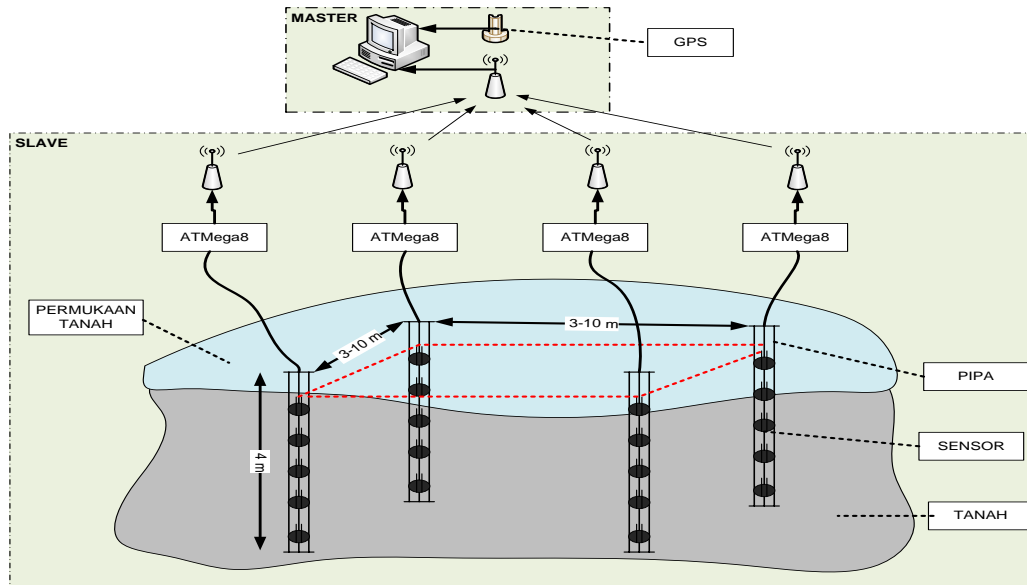 MASTER
GPS
SLAVE
ATMega8
ATMega8
ATMega8
ATMega8
PERMUKAAN
TANAH
3-10 m
3-10 m
PIPA
SENSOR
4 m
TANAH